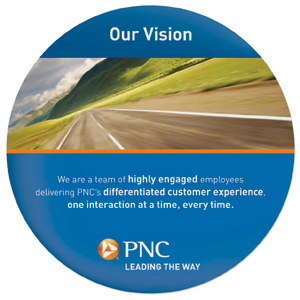 Our Vision
We are a team of highly engaged employees
delivering PNC's differentiated customer experience,
one interaction at a time, every time.
PNC
LEADING THE WAY